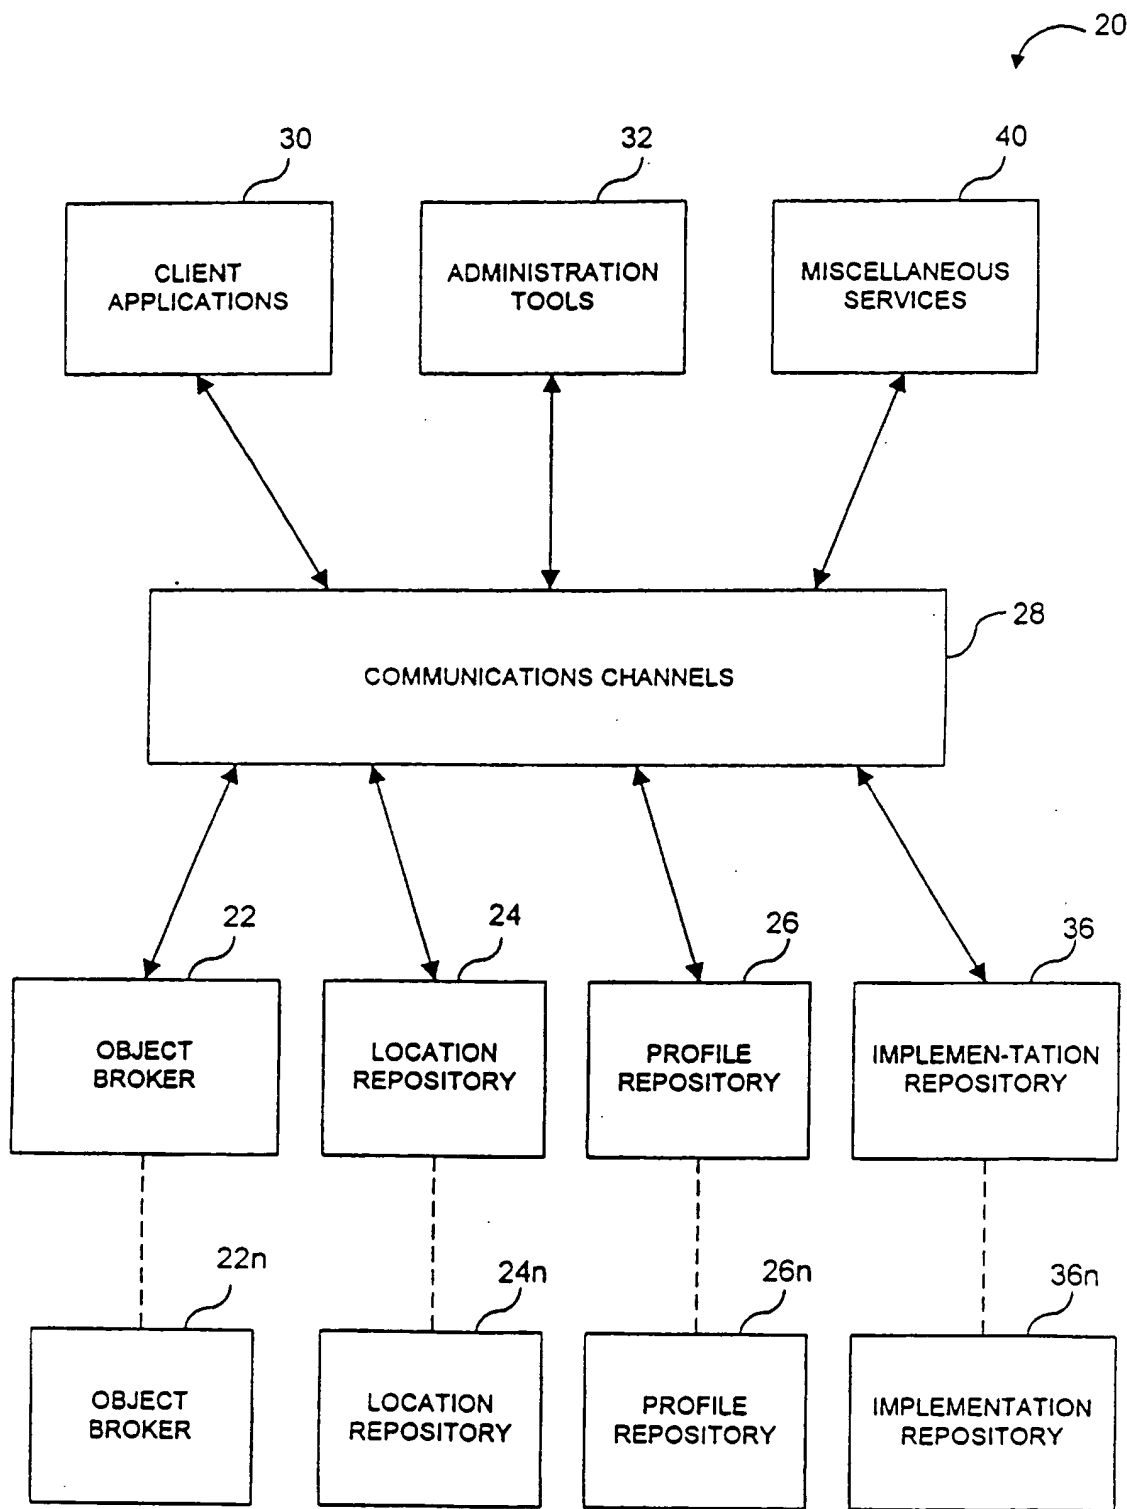 20
30
32
40
CLIENT
APPLICATIONS
ADMINISTRATION
TOOLS
MISCELLANEOUS
SERVICES
28
COMMUNICATIONS CHANNELS
22
24
26
36
OBJECT
BROKER
LOCATION
REPOSITORY
PROFILE
REPOSITORY
IMPLEMEN-TATION
REPOSITORY
22n
24n
26n
36n
OBJECT
BROKER
LOCATION
REPOSITORY
PROFILE
REPOSITORY
IMPLEMENTATION
REPOSITORY